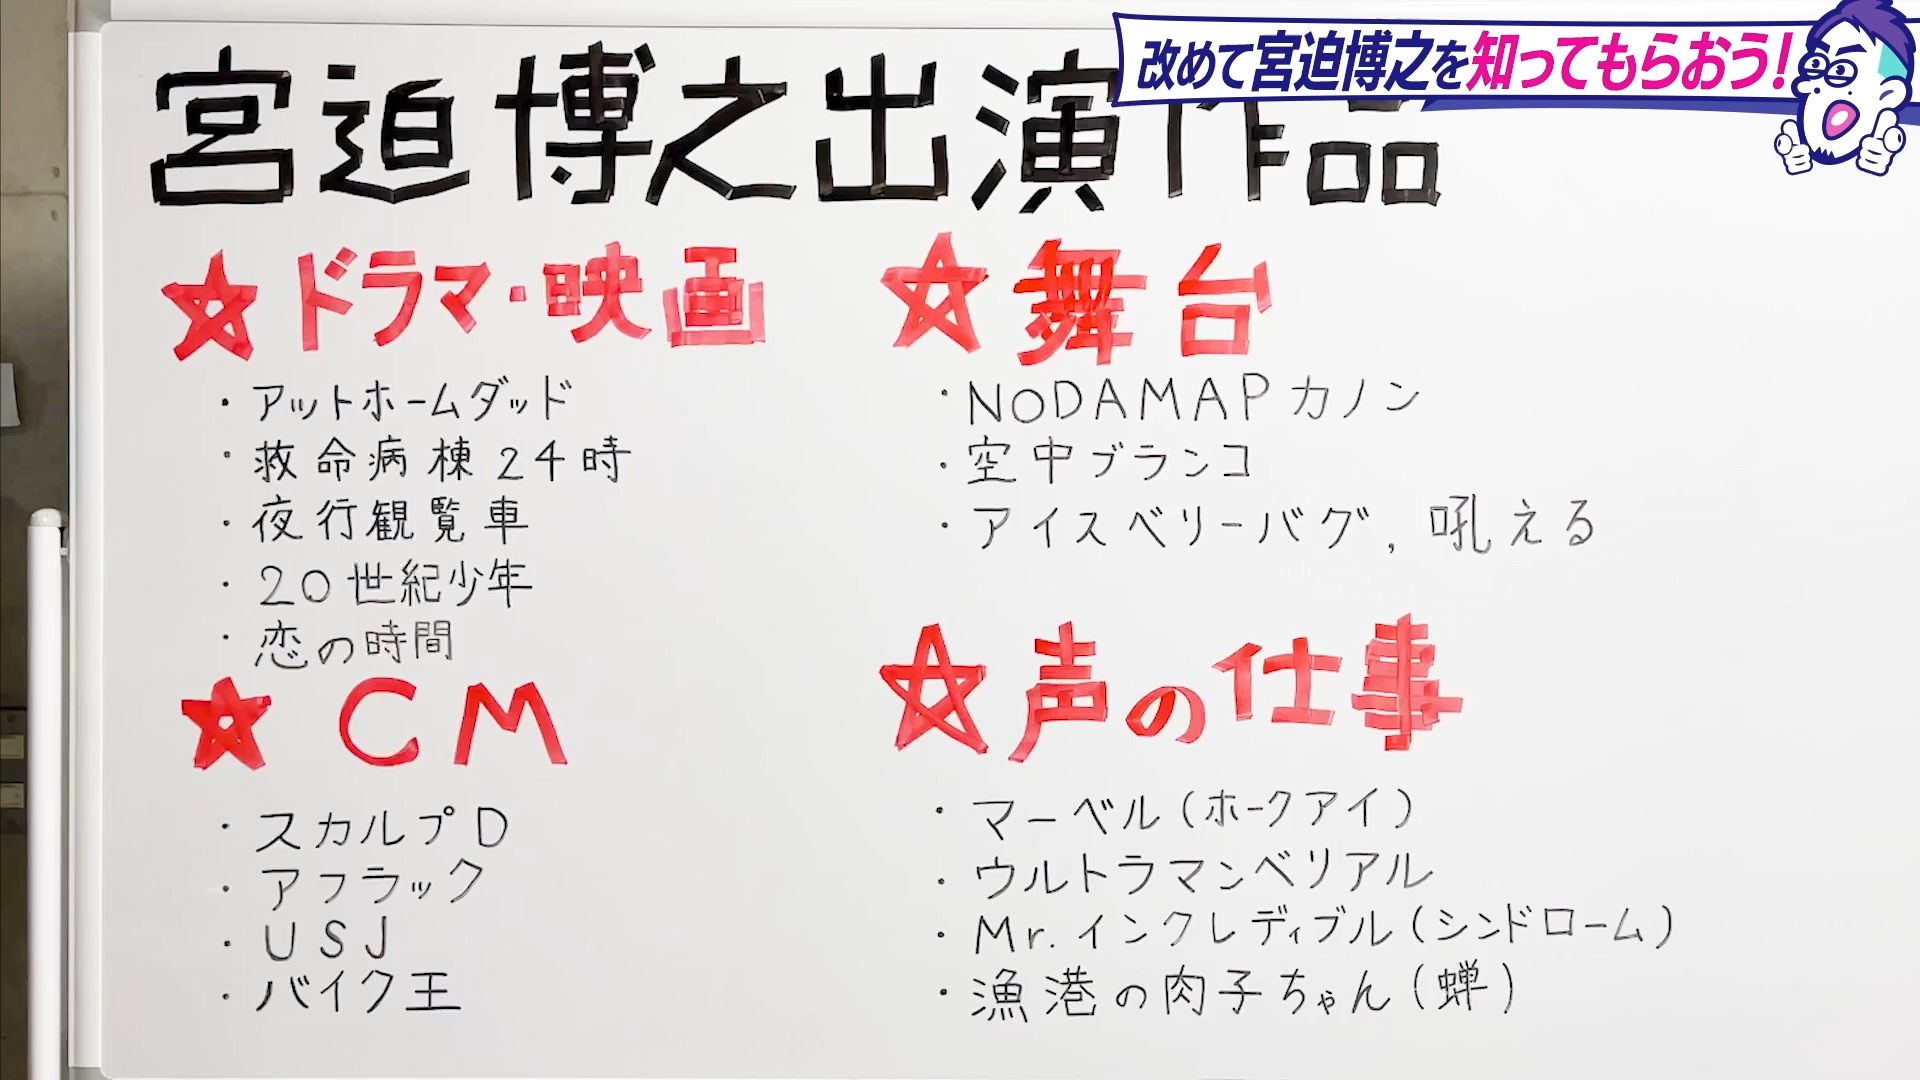 改めて宮迫博之を知ってもらおう!
宮迫博之出演作品
☆ドラマ・映画
・アットホームダッド
・救命病棟24時
・夜行観覧車
・20世紀少年
・恋の時間
☆CM
・スカルプD
・アフラック
・USJ
・バイク王
☆舞台
・NODAMAPカノン
・空中ブランコ
・アイスベリーバグ,吼える
☆声の仕事
・マーベル(ホークアイ)
・ウルトラマンベリアル
・Mr.インクレディブル(シンドローム)
・漁港の肉子ちゃん(蝉)